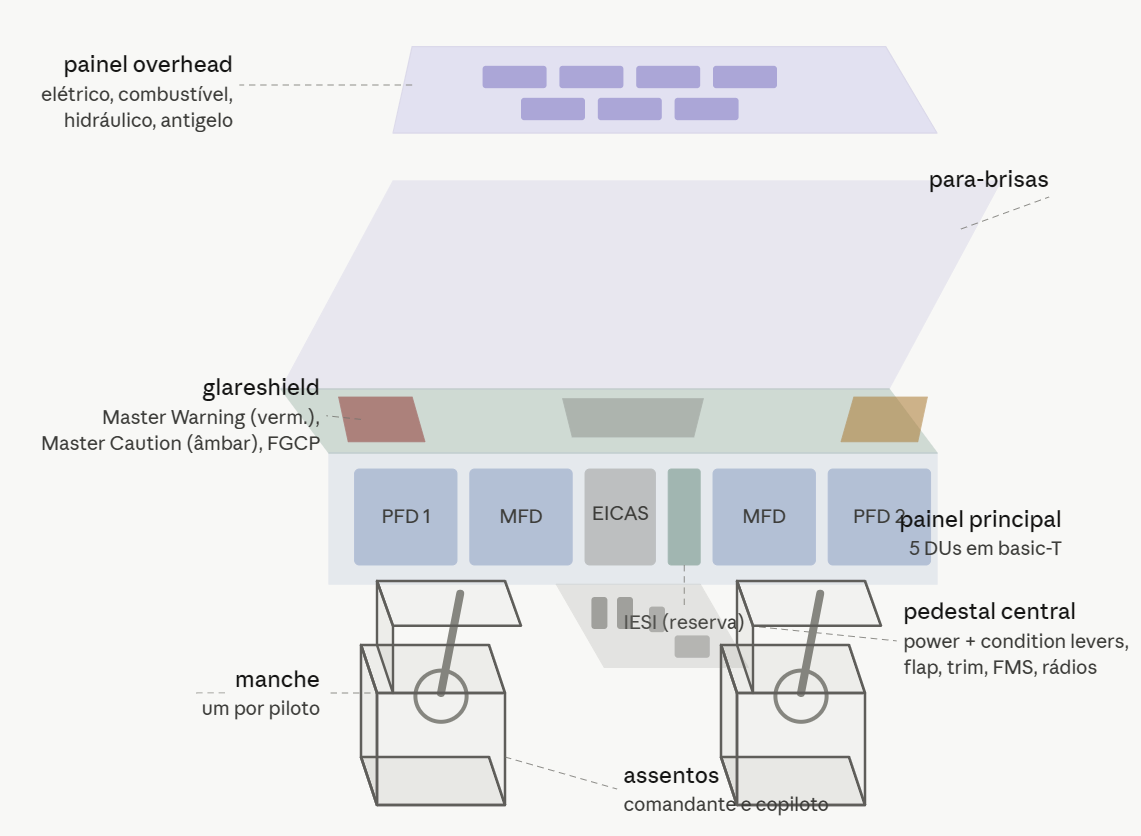 painel overhead
elétrico, combustível,
hidráulico, antigelo
para-brisas
glareshield
Master Warning (verm.),
Master Caution (âmbar), FGCP
PFD 1
MFD
EICAS
MFD
PFD 2
painel principal
5 DUs em basic-T
IESI (reserva)
pedestal central
power + condition levers,
flap, trim, FMS, rádios
manche
um por piloto
assentos
comandante e copiloto